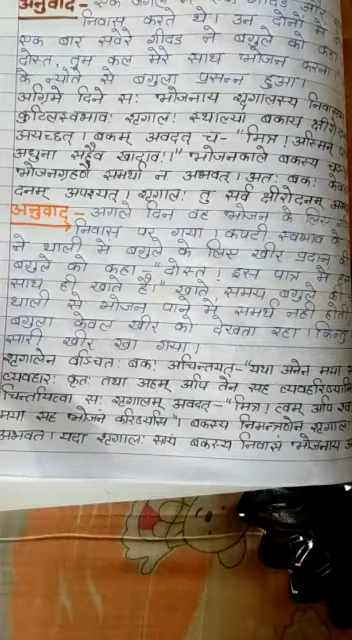 अनुवाद - एक जंगल में एक गीदड़ और
निवास करते थे। उन दोनों में
एक बार सवेरे गीदड़ ने बगुले को कहा
दोस्त, तुम कल मेरे साथ भोजन करना।
के न्यौते से बगुला प्रसन्न हुआ।
अग्रिमे दिने सः भोजनाय शृगालस्य निवासम्
कुटिलस्वभावः शृगालः स्थाल्यां बकाय क्षीरोदनम्
अयच्छत्। बकम् अवदत् च - "मित्र! अस्मिन्
अधुना सहैव खादावः।" भोजनकाले बकस्य
भोजनग्रहणे समर्था न अभवत्। अतः बकः केवलं
दनम् अपश्यत्। शृगालः तु सर्वं क्षीरोदनम्
अनुवाद - अगले दिन वह भोजन के लिए
निवास पर गया। कपटी स्वभाव के
ने थाली में बगुले के लिए खीर प्रदान की
बगुले को कहा - "दोस्त! इस पात्र में हम
साथ ही खाते हैं।" खाते समय बगुले की
थाली से भोजन पाने में समर्थ नहीं होती
बगुला केवल खीर को देखता रहा। किन्तु
सारी खीर खा गया।
शृगालेन वञ्चितः बकः अचिन्तयत् - "यथा अनेन मया
व्यवहारः कृतः तथा अहम् अपि तेन सह व्यवहरिष्यामि
चिन्तयित्वा सः शृगालम् अवदत् - "मित्र! त्वम् अपि
मया सह भोजनं करिष्यसि"। बकस्य निमन्त्रणेन शृगालः
अभवत्। यदा शृगालः सायं बकस्य निवासं भोजनाय